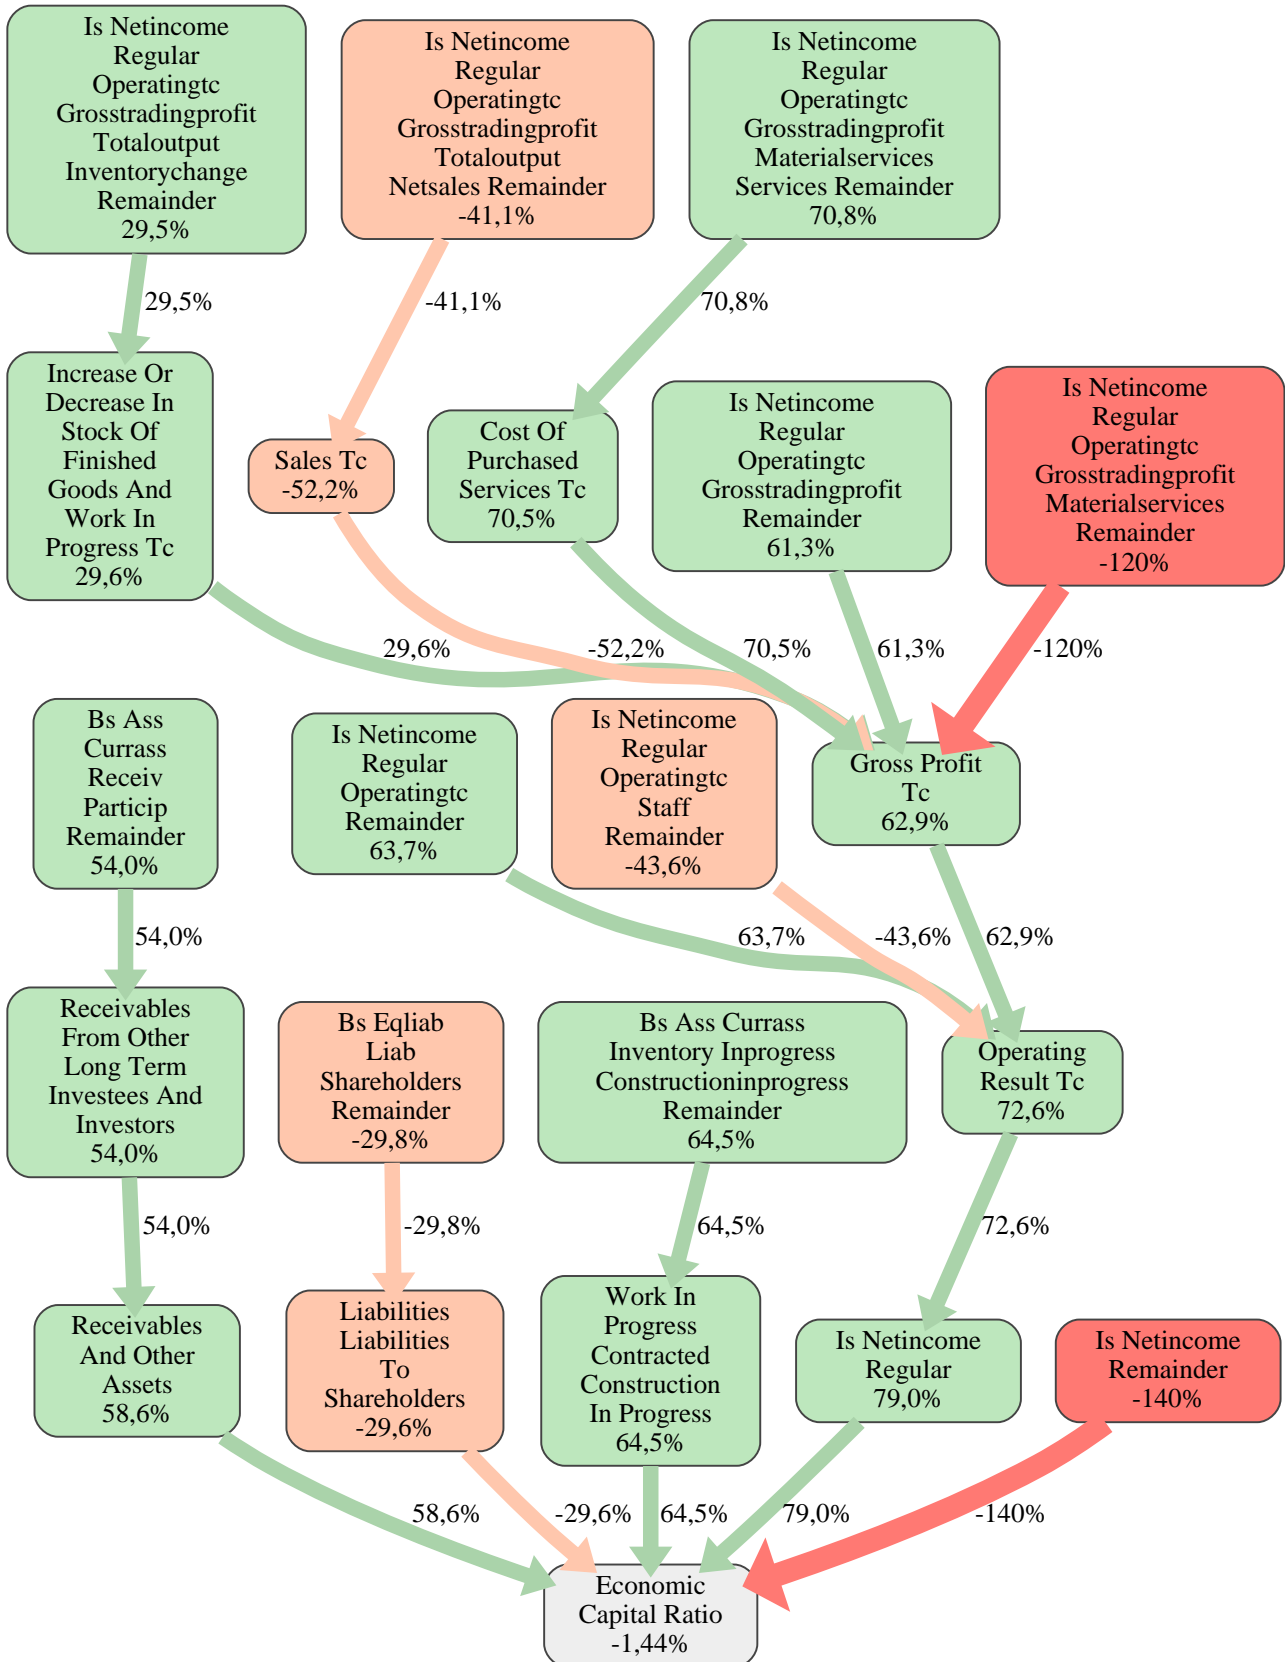 Is Netincome
Regular
Operatingtc
Grosstradingprofit
Totaloutput
Inventorychange
Remainder
29,5%
Is Netincome
Regular
Operatingtc
Grosstradingprofit
Totaloutput
Netsales Remainder
-41,1%
Is Netincome
Regular
Operatingtc
Grosstradingprofit
Materialservices
Services Remainder
70,8%
29,5%
-41,1%
70,8%
Increase Or
Decrease In
Stock Of
Finished
Goods And
Work In
Progress Tc
29,6%
Sales Tc
-52,2%
Cost Of
Purchased
Services Tc
70,5%
Is Netincome
Regular
Operatingtc
Grosstradingprofit
Remainder
61,3%
Is Netincome
Regular
Operatingtc
Grosstradingprofit
Materialservices
Remainder
-120%
29,6%
-52,2%
70,5%
61,3%
-120%
Bs Ass
Currass
Receiv
Particip
Remainder
54,0%
Is Netincome
Regular
Operatingtc
Remainder
63,7%
Is Netincome
Regular
Operatingtc
Staff
Remainder
-43,6%
Gross Profit
Tc
62,9%
54,0%
63,7%
-43,6%
62,9%
Receivables
From Other
Long Term
Investees And
Investors
54,0%
Bs Eqliab
Liab
Shareholders
Remainder
-29,8%
Bs Ass Currass
Inventory Inprogress
Constructioninprogress
Remainder
64,5%
Operating
Result Tc
72,6%
54,0%
-29,8%
64,5%
72,6%
Receivables
And Other
Assets
58,6%
Liabilities
Liabilities
To
Shareholders
-29,6%
Work In
Progress
Contracted
Construction
In Progress
64,5%
Is Netincome
Regular
79,0%
Is Netincome
Remainder
-140%
58,6%
-29,6%
64,5%
79,0%
-140%
Economic
Capital Ratio
-1,44%